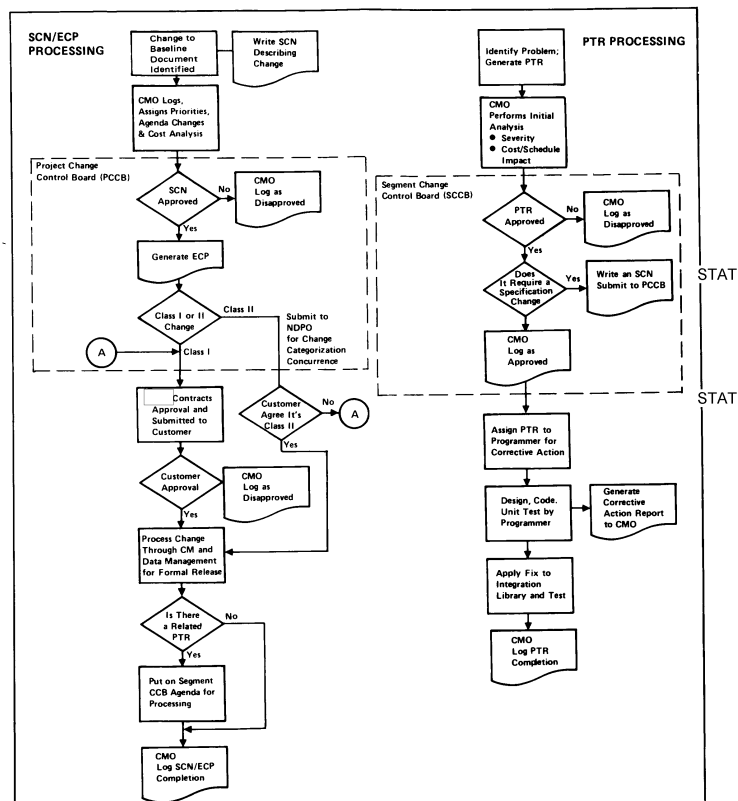 SCN/ECP
PROCESSING
Change to
Baseline
Document
Identified
Write SCN
Describing
Change
CMO Logs,
Assigns Priorities,
Agenda Changes
& Cost Analysis
Project Change
Control Board (PCCB)
SCN
Approved
No
CMO
Log as
Disapproved
Yes
Generate ECP
Class I or II
Change
Class II
Submit to
NDPO
for Change
Categorization
Concurrence
A
Class I
Contracts
Approval and
Submitted to
Customer
Customer
Agree It's
Class II
No
A
Yes
Customer
Approval
CMO
Log as
Disapproved
Yes
Process Change
Through CM and
Data Management
for Formal Release
Is There
a Related
PTR
No
Yes
Put on Segment
CCB Agenda for
Processing
CMO
Log SCN/ECP
Completion
PTR PROCESSING
Identify Problem;
Generate PTR
CMO
Performs Initial
Analysis
● Severity
● Cost/Schedule
Impact
Segment Change
Control Board (SCCB)
PTR
Approved
No
CMO
Log as
Disapproved
Yes
Does
It Require a
Specification
Change
Yes
Write an SCN
Submit to PCCB
STAT
CMO
Log as
Approved
STAT
Assign PTR to
Programmer for
Corrective Action
Design, Code.
Unit Test by
Programmer
Generate
Corrective
Action Report
to CMO
Apply Fix to
Integration
Library and Test
CMO
Log PTR
Completion